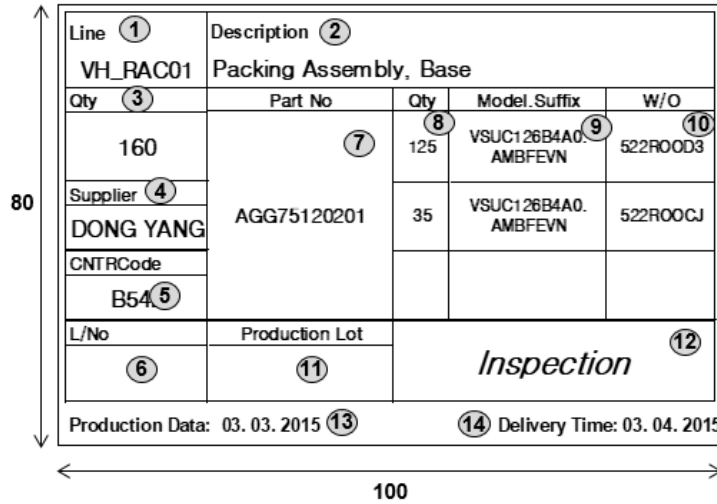 Line 1 Description 2
VH_RAC01 Packing Assembly, Base
Qty 3 Part No Qty Model.Suffix W/O
160 7 8 125 VSUC126B4A0. AMBFEVN 9 522ROOD3 10
Supplier 4
DONG YANG AGG75120201 35 VSUC126B4A0. AMBFEVN 522ROOCJ
CNTRCode
B54 5
L/No Production Lot 12
6 11 Inspection
Production Data: 03. 03. 2015 13 14 Delivery Time: 03. 04. 2015
80
100